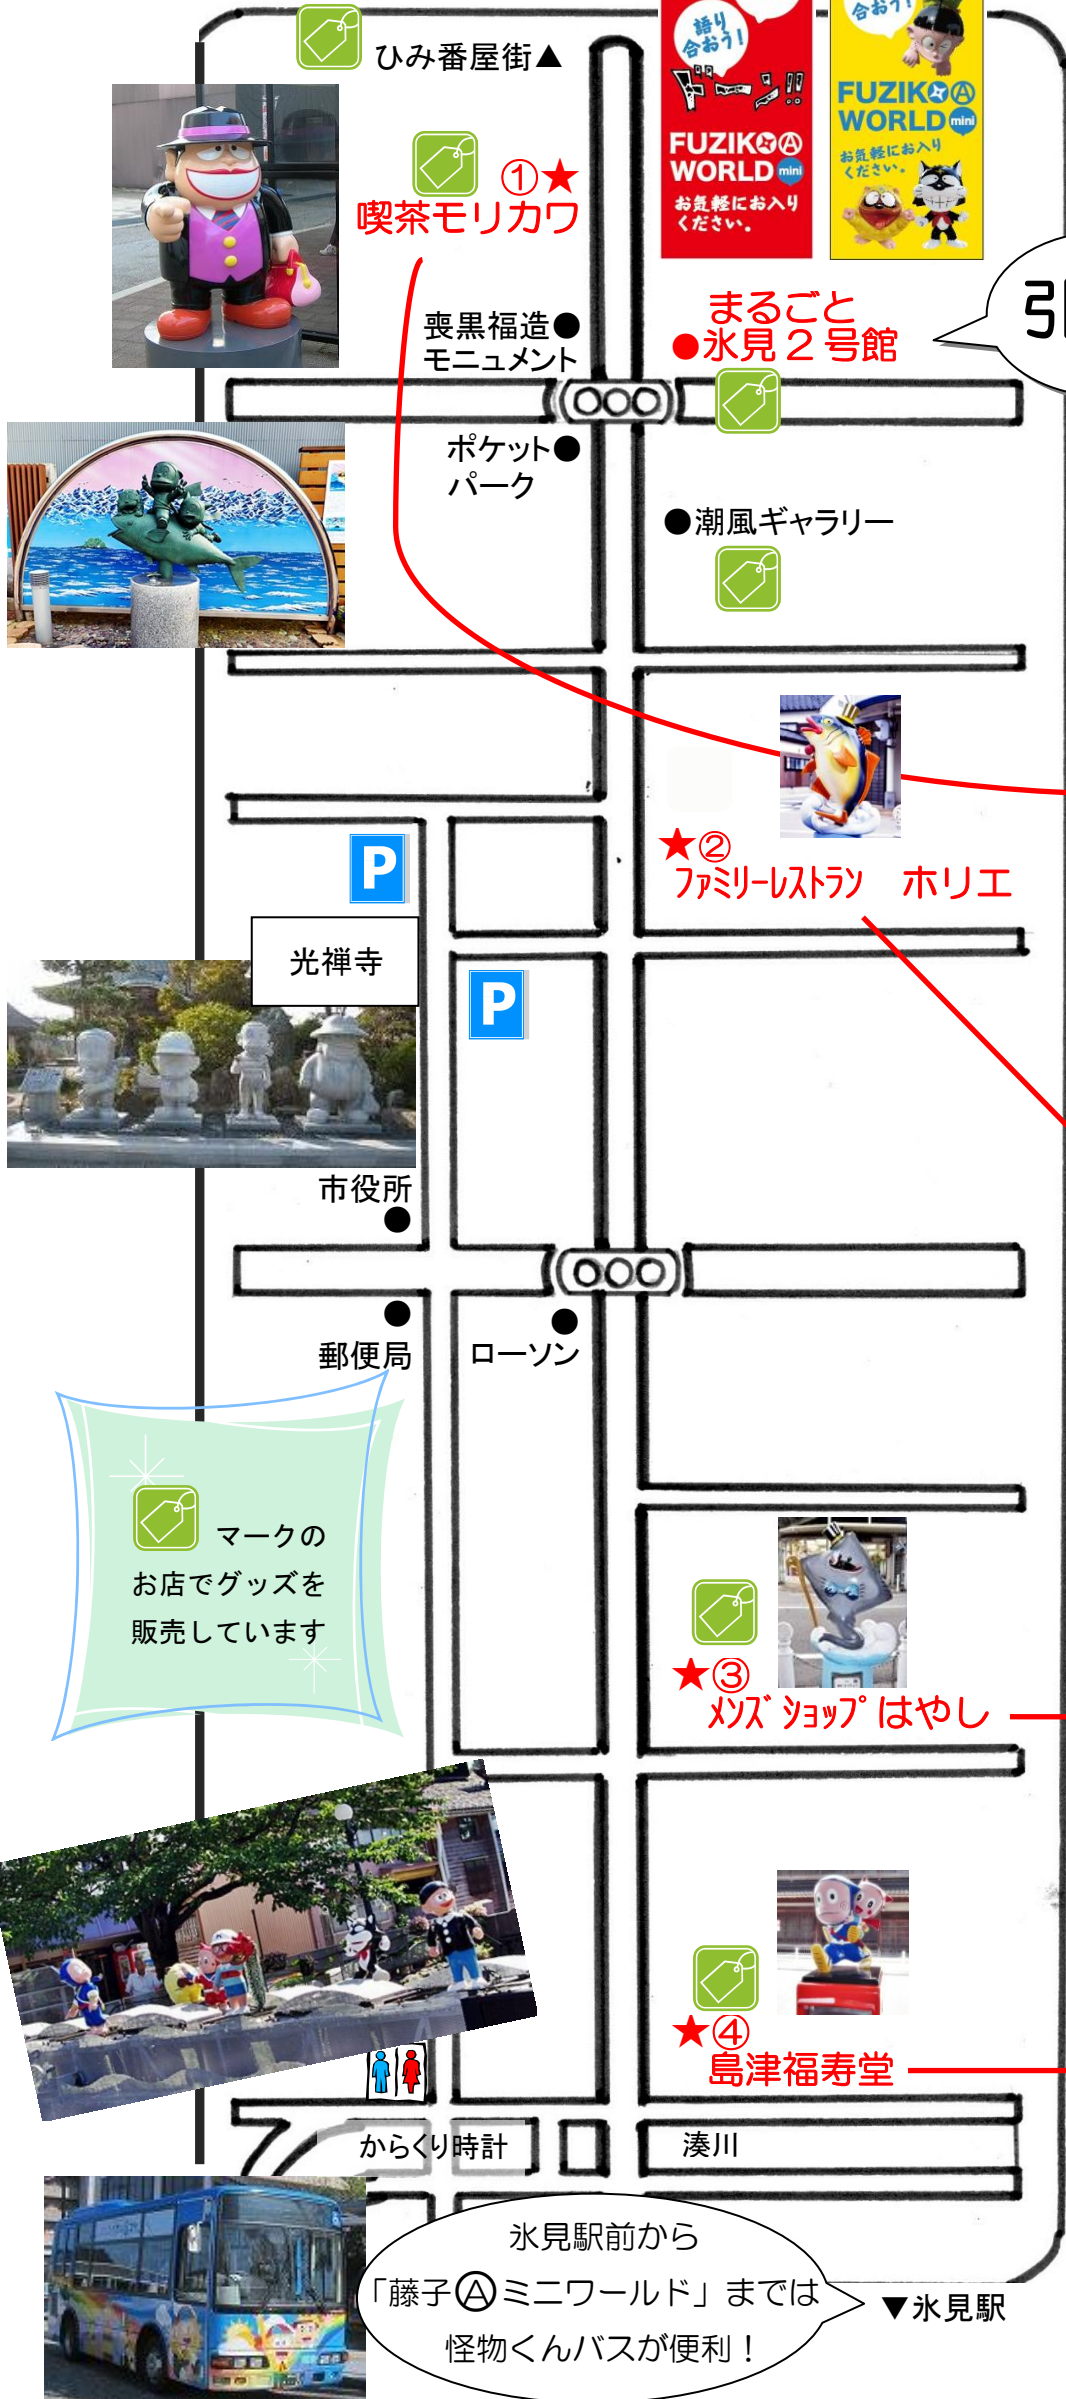 ひみ番屋街▲
語り
合おう!
ドーン!!
FUZIKOⒶ
WORLD mini
お気軽にお入り
ください。
合おう!
FUZIKOⒶ
WORLD mini
お気軽にお入り
ください。
①★
喫茶モリカワ
喪黒福造●
モニュメント
まるごと
●氷見2号館
引
ポケット●
パーク
●潮風ギャラリー
★②
ファミリーレストラン ホリエ
P
光禅寺
P
市役所
●
●
郵便局
●
ローソン
マークの
お店でグッズを
販売しています
★③
メンズショップはやし
★④
島津福寿堂
からくり時計
湊川
氷見駅前から
「藤子Ⓐミニワールド」までは
怪物くんバスが便利!
▼氷見駅